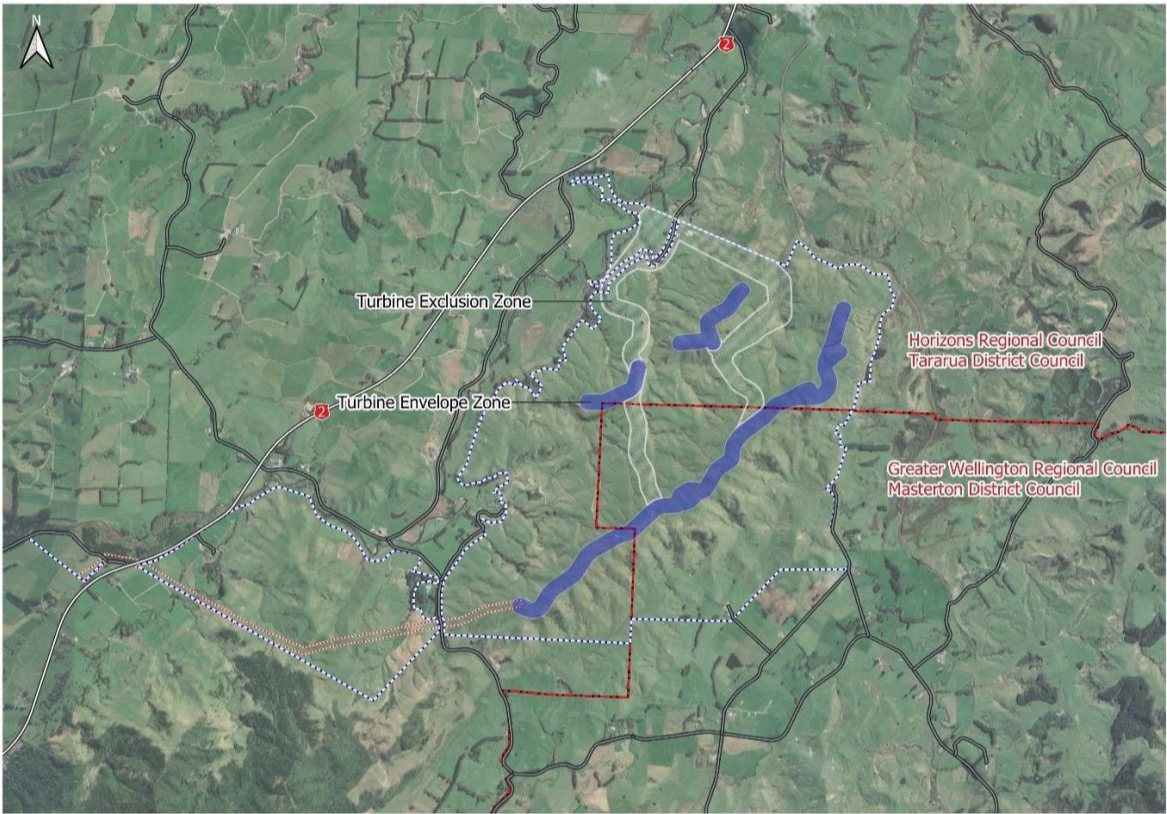 N
2
Turbine Exclusion Zone
Horizons Regional Council
Tararua District Council
2
Turbine Envelope Zone
Greater Wellington Regional Council
Masterton District Council